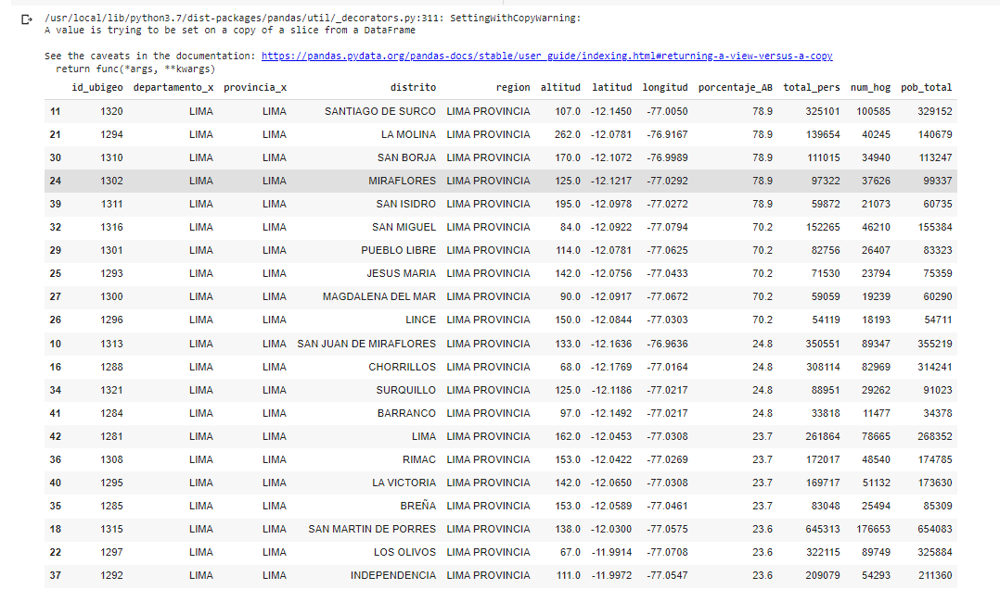 /usr/local/lib/python3.7/dist-packages/pandas/util/_decorators.py:311: SettingWithCopyWarning:
A value is trying to be set on a copy of a slice from a DataFrame
See the caveats in the documentation: https://pandas.pydata.org/pandas-docs/stable/user_guide/indexing.html#returning-a-view-versus-a-copy
return func(*args, **kwargs)
id_ubigeo departamento_x provincia_x distrito region altitud latitud longitud porcentaje_AB total_pers num_hog pob_total
11 1320 LIMA LIMA SANTIAGO DE SURCO LIMA PROVINCIA 107.0 -12.1450 -77.0050 78.9 325101 100585 329152
21 1294 LIMA LIMA LA MOLINA LIMA PROVINCIA 262.0 -12.0781 -76.9167 78.9 139654 40245 140679
30 1310 LIMA LIMA SAN BORJA LIMA PROVINCIA 170.0 -12.1072 -76.9989 78.9 111015 34940 113247
24 1302 LIMA LIMA MIRAFLORES LIMA PROVINCIA 125.0 -12.1217 -77.0292 78.9 97322 37626 99337
39 1311 LIMA LIMA SAN ISIDRO LIMA PROVINCIA 195.0 -12.0978 -77.0272 78.9 59872 21073 60735
32 1316 LIMA LIMA SAN MIGUEL LIMA PROVINCIA 84.0 -12.0922 -77.0794 70.2 152265 46210 155384
29 1301 LIMA LIMA PUEBLO LIBRE LIMA PROVINCIA 114.0 -12.0781 -77.0625 70.2 82756 26407 83323
25 1293 LIMA LIMA JESUS MARIA LIMA PROVINCIA 142.0 -12.0756 -77.0433 70.2 71530 23794 75359
27 1300 LIMA LIMA MAGDALENA DEL MAR LIMA PROVINCIA 90.0 -12.0917 -77.0672 70.2 59059 19239 60290
26 1296 LIMA LIMA LINCE LIMA PROVINCIA 150.0 -12.0844 -77.0303 70.2 54119 18193 54711
10 1313 LIMA LIMA SAN JUAN DE MIRAFLORES LIMA PROVINCIA 133.0 -12.1636 -76.9636 24.8 350551 89347 355219
16 1288 LIMA LIMA CHORRILLOS LIMA PROVINCIA 68.0 -12.1769 -77.0164 24.8 308114 82969 314241
34 1321 LIMA LIMA SURQUILLO LIMA PROVINCIA 125.0 -12.1186 -77.0217 24.8 88951 29262 91023
41 1284 LIMA LIMA BARRANCO LIMA PROVINCIA 97.0 -12.1492 -77.0217 24.8 33818 11477 34378
42 1281 LIMA LIMA LIMA LIMA PROVINCIA 162.0 -12.0453 -77.0308 23.7 261864 78665 268352
36 1308 LIMA LIMA RIMAC LIMA PROVINCIA 153.0 -12.0422 -77.0269 23.7 172017 48540 174785
40 1295 LIMA LIMA LA VICTORIA LIMA PROVINCIA 142.0 -12.0650 -77.0308 23.7 169717 51132 173630
35 1285 LIMA LIMA BREÑA LIMA PROVINCIA 153.0 -12.0589 -77.0461 23.7 83048 25494 85309
18 1315 LIMA LIMA SAN MARTIN DE PORRES LIMA PROVINCIA 138.0 -12.0300 -77.0575 23.6 645313 176653 654083
22 1297 LIMA LIMA LOS OLIVOS LIMA PROVINCIA 67.0 -11.9914 -77.0708 23.6 322115 89749 325884
37 1292 LIMA LIMA INDEPENDENCIA LIMA PROVINCIA 111.0 -11.9972 -77.0547 23.6 209079 54293 211360